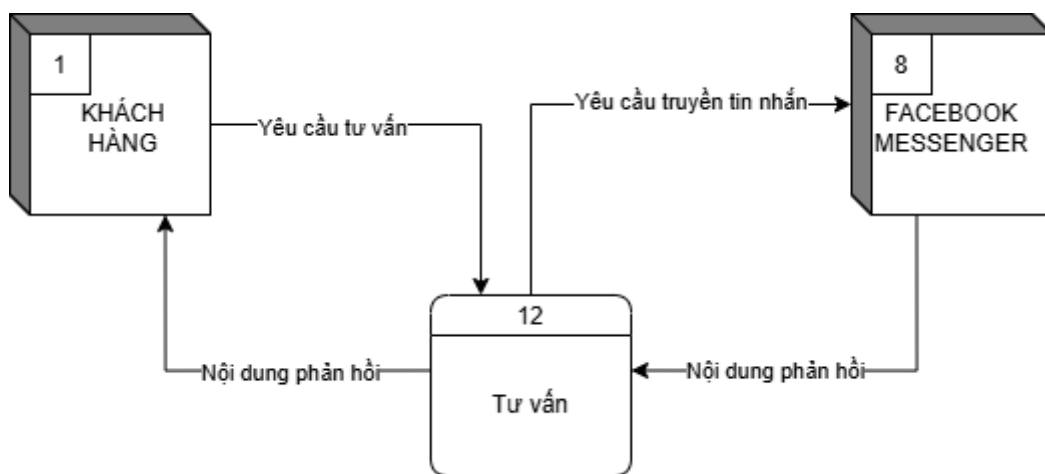 1
KHÁCH
HÀNG
Yêu cầu tư vấn
Yêu cầu truyền tin nhắn
8
FACEBOOK
MESSENGER
12
Tư vấn
Nội dung phản hồi
Nội dung phản hồi